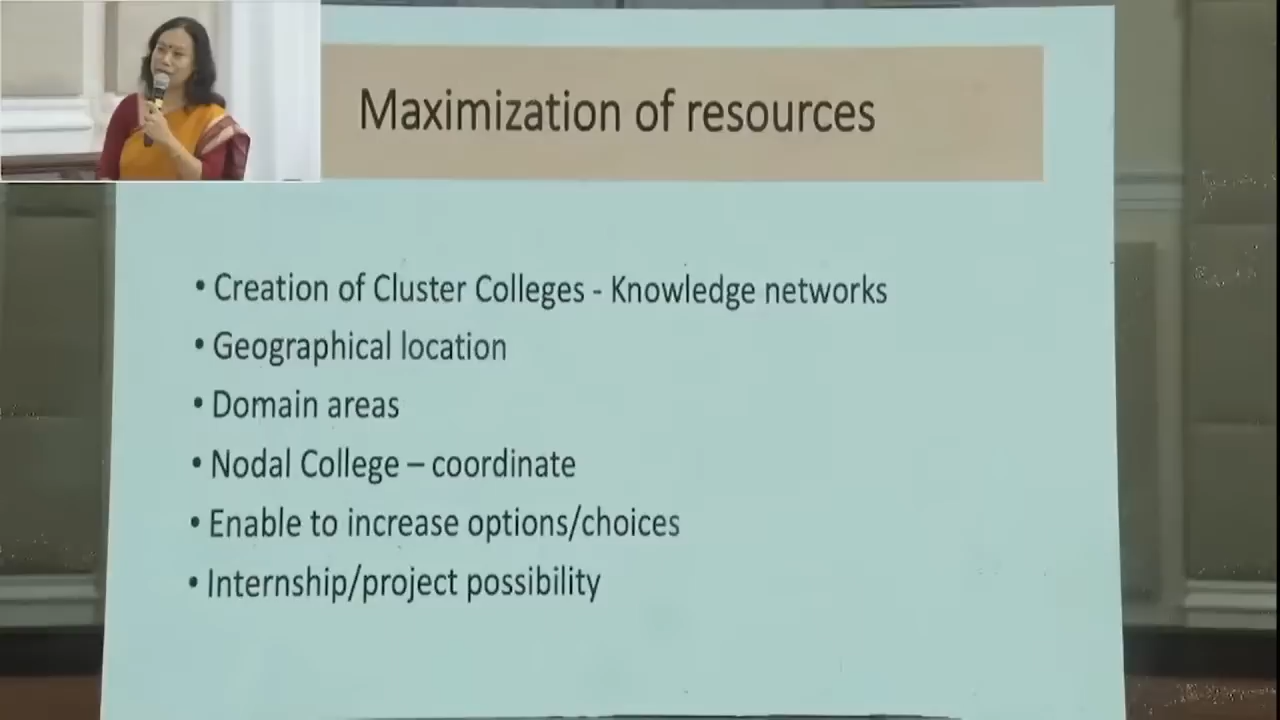 Maximization of resources
• Creation of Cluster Colleges - Knowledge networks
• Geographical location
• Domain areas
• Nodal College – coordinate
• Enable to increase options/choices
• Internship/project possibility